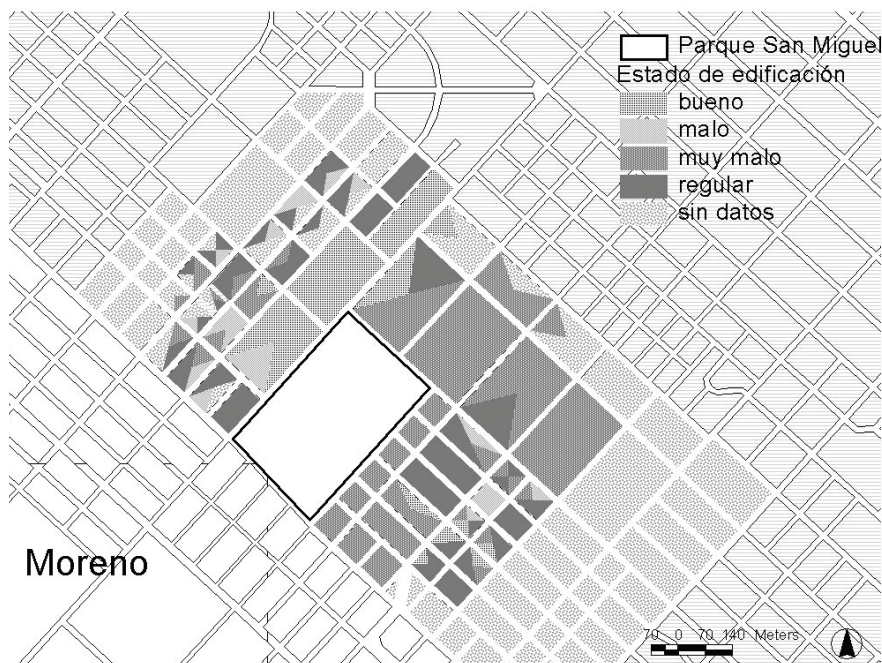 Parque San Miguel
Estado de edificación
bueno
malo
muy malo
regular
sin datos
Moreno
70 0 70 140 Meters